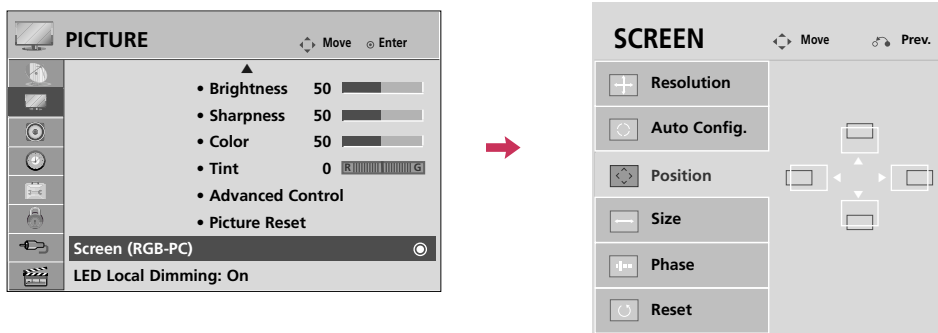 PICTURE
Move
Enter
• Brightness 50
• Sharpness 50
• Color 50
• Tint 0 R G
• Advanced Control
• Picture Reset
Screen (RGB-PC)
LED Local Dimming: On
SCREEN
Move
Prev.
Resolution
Auto Config.
Position
Size
Phase
Reset